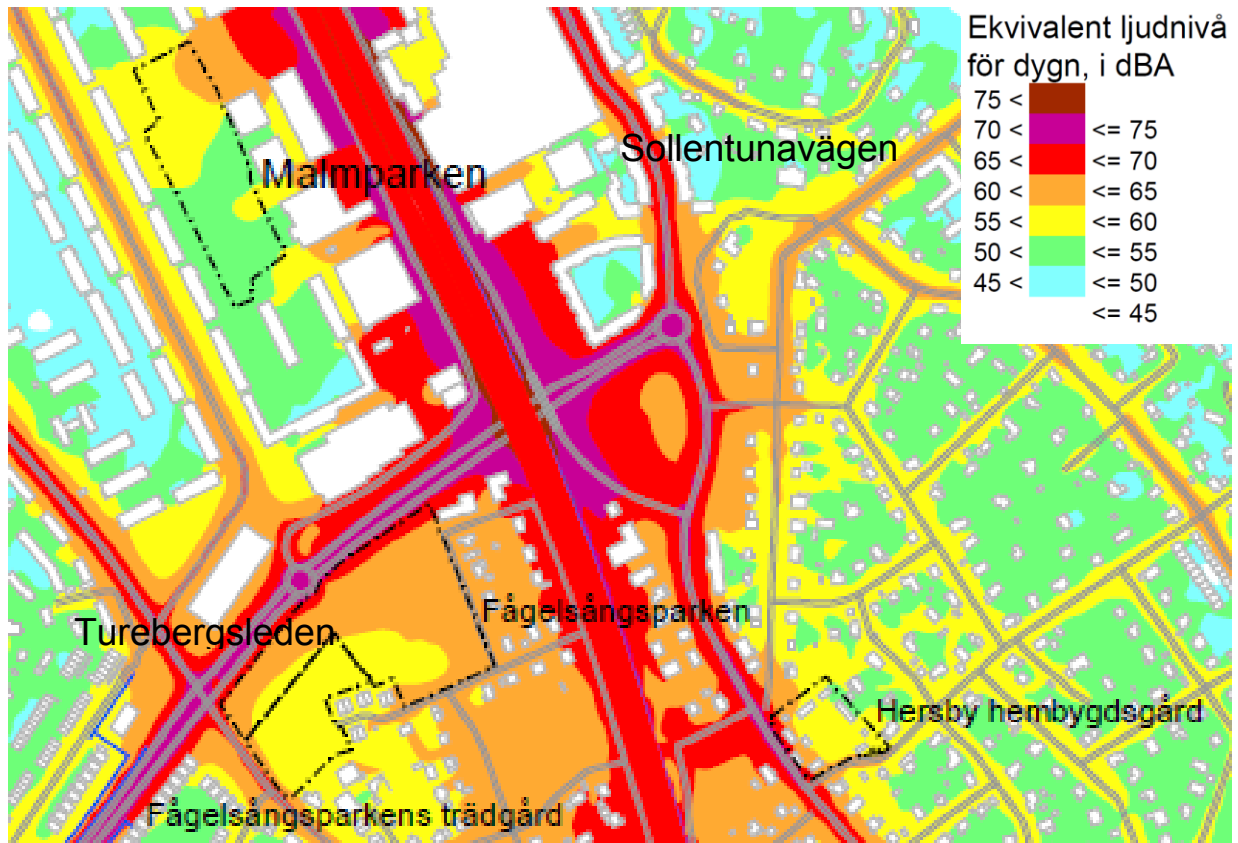 Ekvivalent ljudnivå
för dygn, i dBA
75 <
70 < <= 75
65 < <= 70
60 < <= 65
55 < <= 60
50 < <= 55
45 < <= 50
<= 45
Sollentunavägen
Malmparken
Fågelsångsparken
Turebergsleden
Hersby hembygdsgård
Fågelsångsparkens trädgård